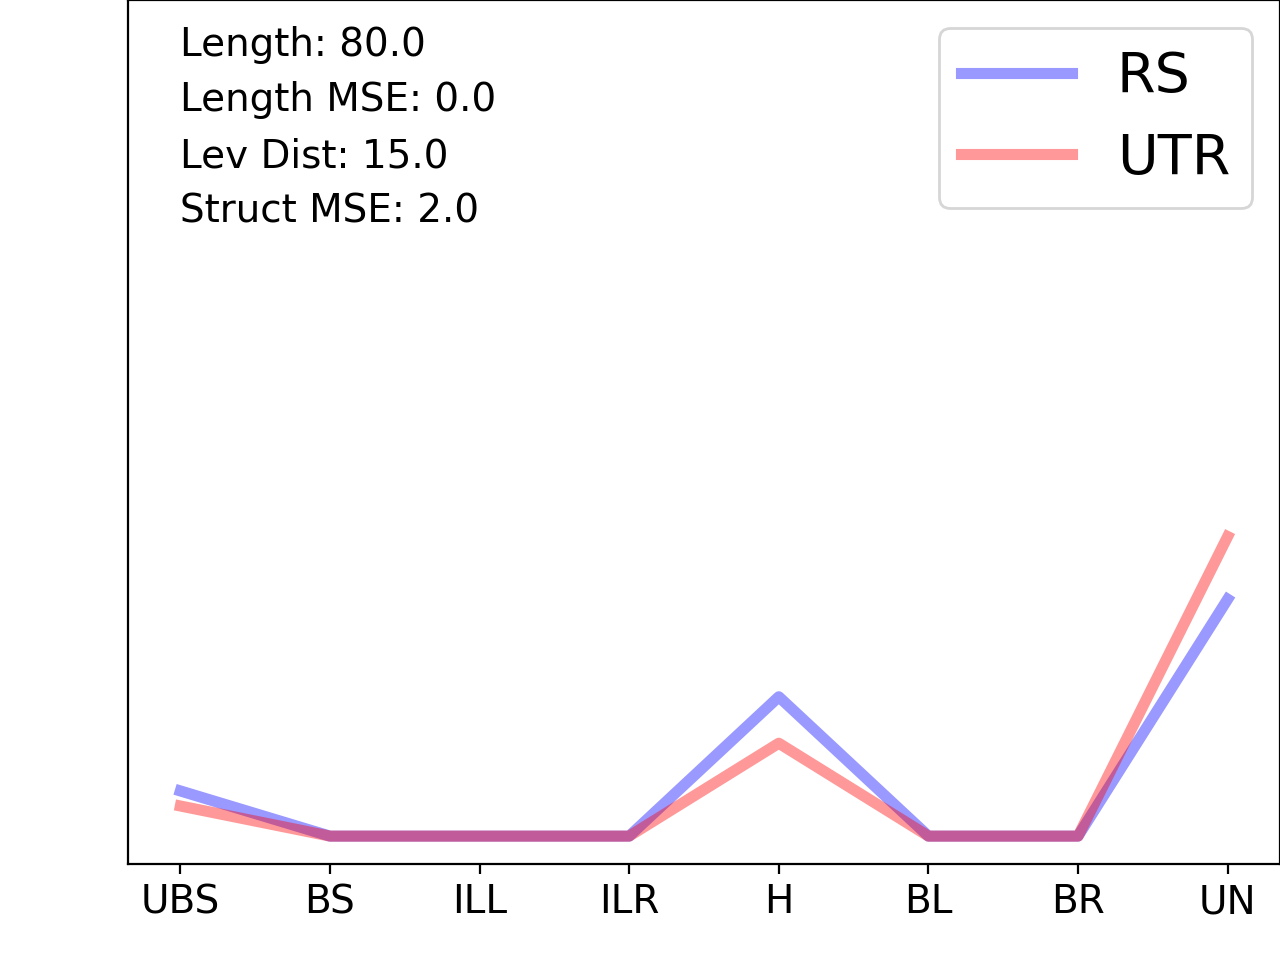 Length: 80.0
Length MSE: 0.0
Lev Dist: 15.0
Struct MSE: 2.0
RS
UTR
UBS BS ILL ILR H BL BR UN